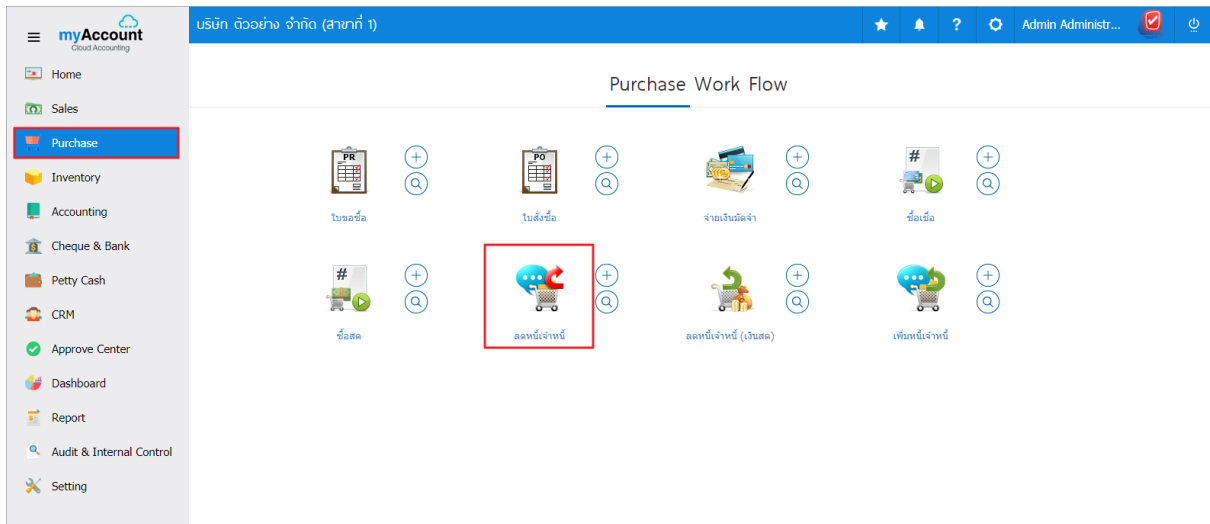 myAccount
Cloud Accounting
บริษัท ตัวอย่าง จำกัด (สาขาที่ 1)
?
Admin Administr...
Home
Sales
Purchase
Inventory
Accounting
Cheque & Bank
Petty Cash
CRM
Approve Center
Dashboard
Report
Audit & Internal Control
Setting
Purchase Work Flow
PR
PO
#
ใบขอซื้อ
ใบสั่งซื้อ
จ่ายเงินมัดจำ
ซื้อเชื่อ
#
ซื้อสด
ลดหนี้เจ้าหนี้
ลดหนี้เจ้าหนี้ (เงินสด)
เพิ่มหนี้เจ้าหนี้